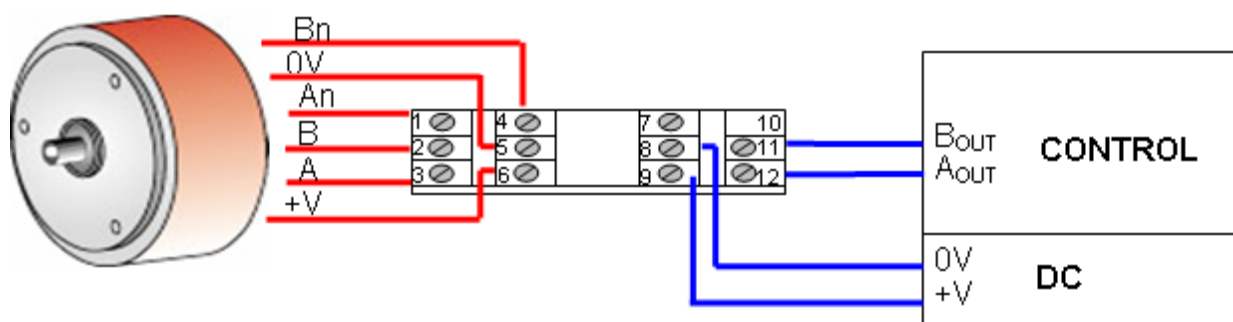 Bn
0V
An
B
A
+V
1 4 7 10
2 5 8 11
3 6 9 12
BOUT
AOUT
CONTROL
0V
+V
DC